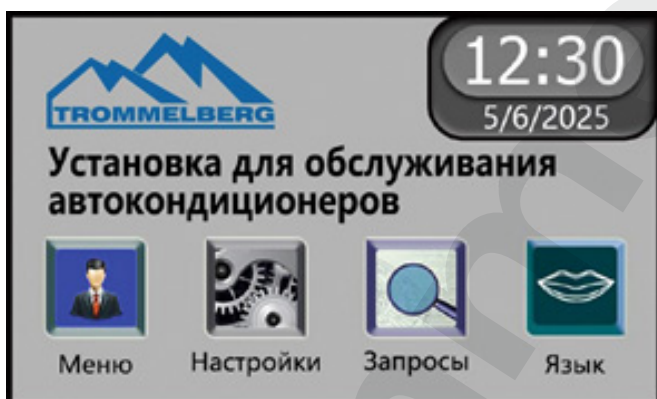 12:30
5/6/2025
TROMMELBERG
Установка для обслуживания
автокондиционеров
Меню Настройки Запросы Язык